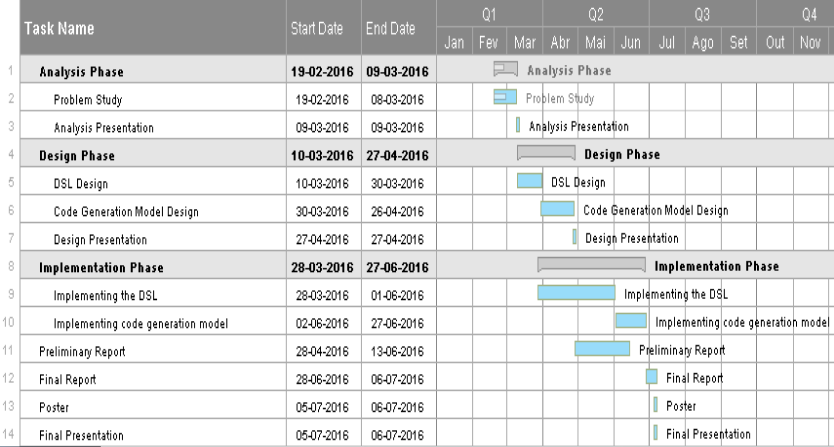 Task Name Start Date End Date Q1 Q2 Q3 Q4
Jan Fev Mar Abr Mai Jun Jul Ago Set Out Nov
1 Analysis Phase 19-02-2016 09-03-2016 Analysis Phase
2 Problem Study 19-02-2016 08-03-2016 Problem Study
3 Analysis Presentation 09-03-2016 09-03-2016 Analysis Presentation
4 Design Phase 10-03-2016 27-04-2016 Design Phase
5 DSL Design 10-03-2016 30-03-2016 DSL Design
6 Code Generation Model Design 30-03-2016 26-04-2016 Code Generation Model Design
7 Design Presentation 27-04-2016 27-04-2016 Design Presentation
8 Implementation Phase 28-03-2016 27-06-2016 Implementation Phase
9 Implementing the DSL 28-03-2016 01-06-2016 Implementing the DSL
10 Implementing code generation model 02-06-2016 27-06-2016 Implementing code generation model
11 Preliminary Report 28-04-2016 13-06-2016 Preliminary Report
12 Final Report 28-06-2016 06-07-2016 Final Report
13 Poster 05-07-2016 06-07-2016 Poster
14 Final Presentation 05-07-2016 06-07-2016 Final Presentation